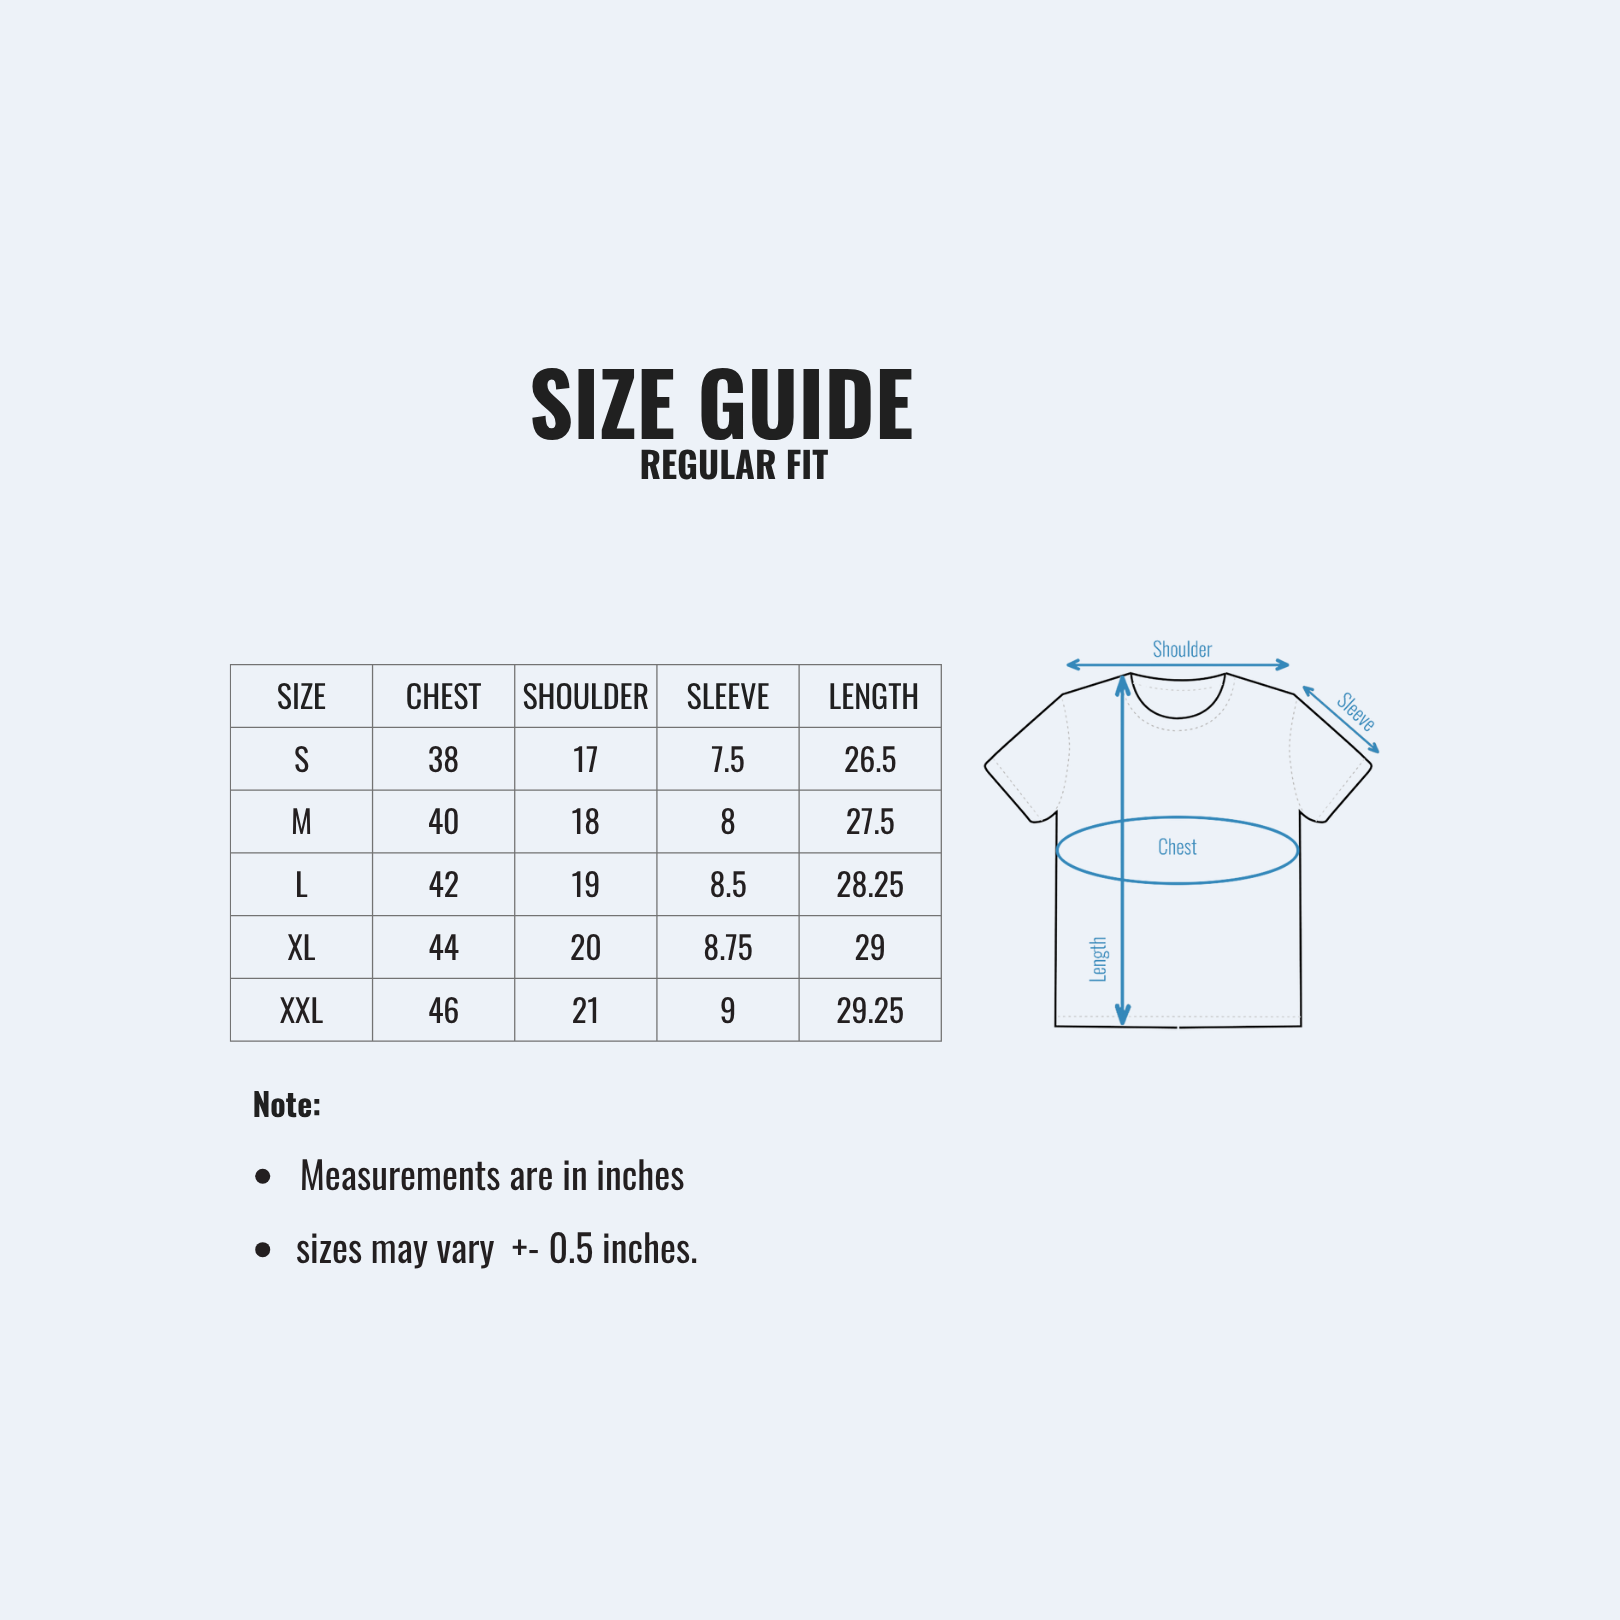 SIZE GUIDE
REGULAR FIT
SIZE CHEST SHOULDER SLEEVE LENGTH
S 38 17 7.5 26.5
M 40 18 8 27.5
L 42 19 8.5 28.25
XL 44 20 8.75 29
XXL 46 21 9 29.25
Shoulder
Sleeve
Chest
Length
Note:
● Measurements are in inches
● sizes may vary +- 0.5 inches.